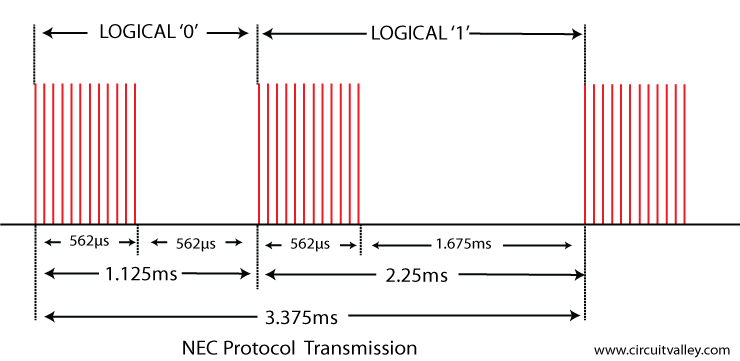 LOGICAL ‘0’
LOGICAL ‘1’
562µs
562µs
562µs
1.675ms
1.125ms
2.25ms
3.375ms
NEC Protocol Transmission
www.circuitvalley.com